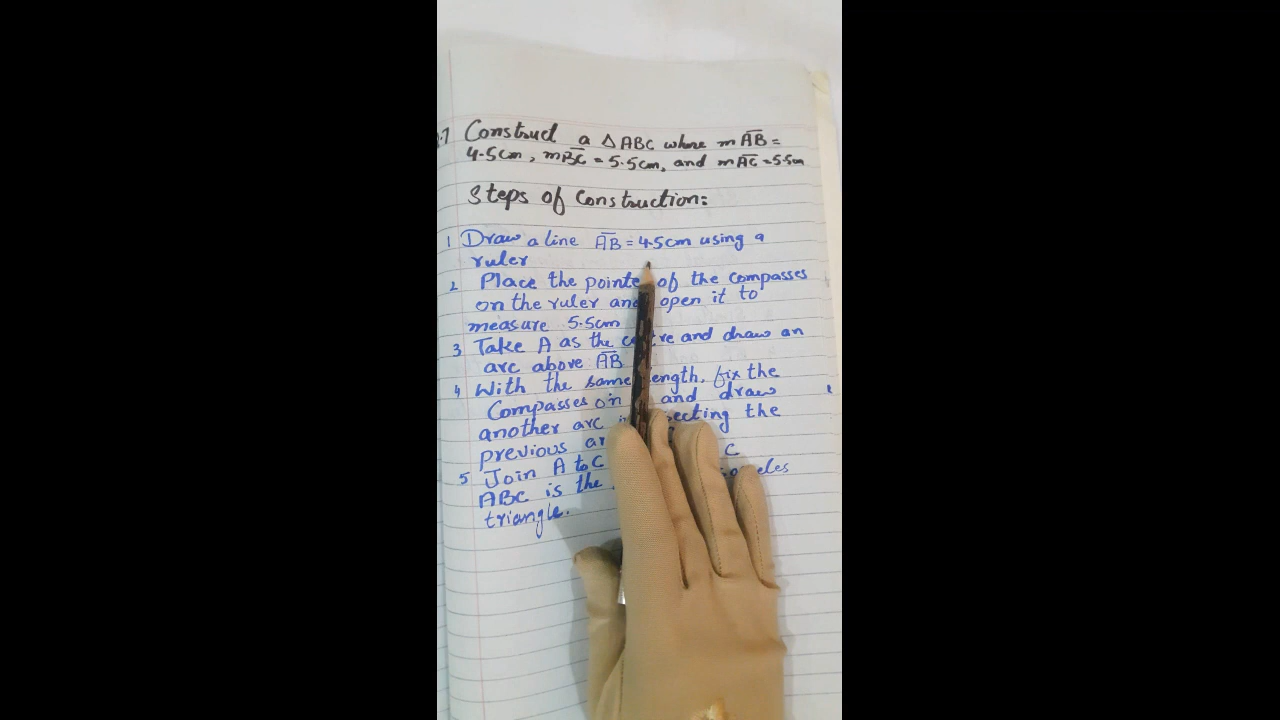 .7 Construct a △ABC where mAB̅ =
4.5cm, mBC̅ = 5.5cm, and mAC̅ = 5.5cm
Steps of Construction:
1 Draw a line AB̅ = 4.5cm using a
ruler
2 Place the pointe of the compasses
on the ruler and open it to
measure 5.5cm
3 Take A as the centre and draw an
arc above AB̅
4 With the same length, fix the
Compasses on and draw
another arc the
previous C
5 Join A to C
ABC is the
triangle.